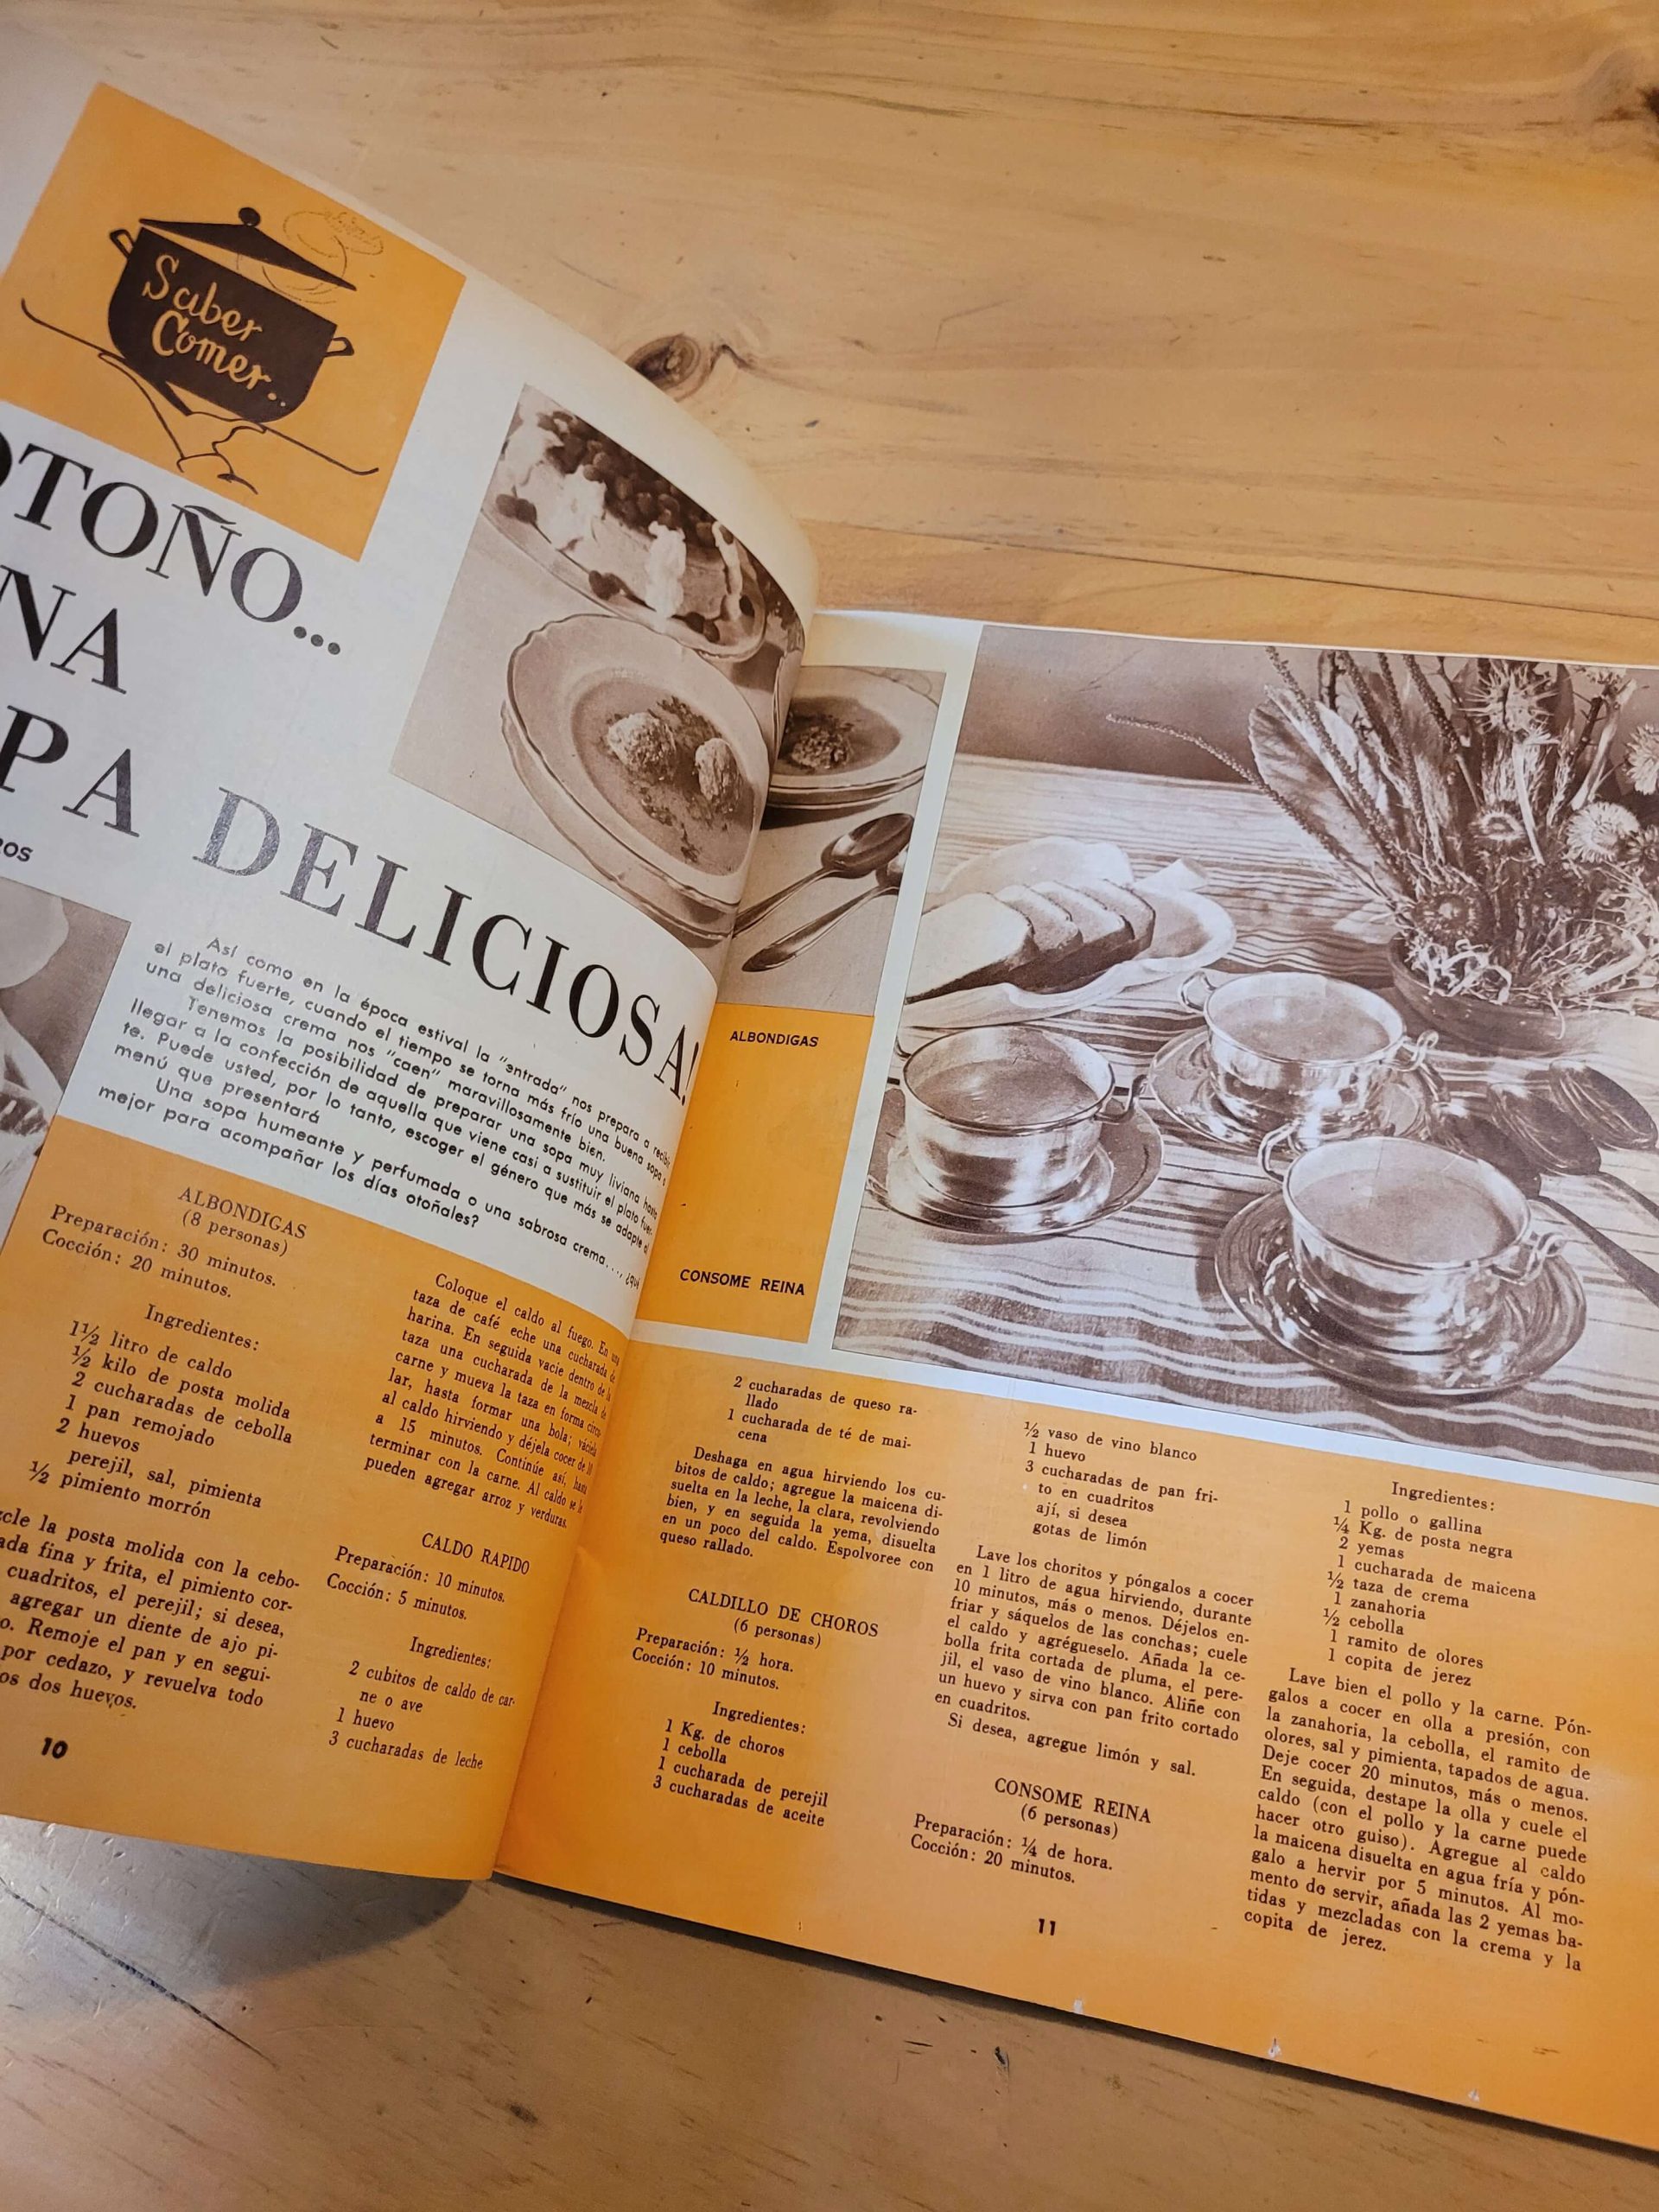 Saber
Comer..
OTOÑO...
NA
PA DELICIOSA!
ROS
Así como en la época estival la "entrada" nos prepara a recibir
el plato fuerte, cuando el tiempo se torna más frío una buena sopa
una deliciosa crema nos "caen" maravillosamente bien.
Tenemos la posibilidad de preparar una sopa muy liviana hasta
llegar a la confección de aquella que viene casi a sustituir el plato fuer-
te. Puede usted, por lo tanto, escoger el género que más se adapte al
menú que presentará
Una sopa humeante y perfumada o una sabrosa crema..., ¿qué
mejor para acompañar los días otoñales?
ALBONDIGAS
(8 personas)
Preparación: 30 minutos.
Cocción: 20 minutos.
Ingredientes:
1½ litro de caldo
½ kilo de posta molida
2 cucharadas de cebolla
1 pan remojado
2 huevos
perejil, sal, pimienta
½ pimiento morrón
zcle la posta molida con la cebo-
ada fina y frita, el pimiento cor-
cuadritos, el perejil; si desea,
agregar un diente de ajo pi-
o. Remoje el pan y en segui-
por cedazo, y revuelva todo
os dos huevos.
10
Coloque el caldo al fuego. En una
taza de café eche una cucharada de
harina. En seguida vacíe dentro de la
taza una cucharada de la mezcla de
carne y mueva la taza en forma circu-
lar, hasta formar una bola; váciela
al caldo hirviendo y déjela cocer de 10
a 15 minutos. Continúe así, hasta
terminar con la carne. Al caldo se le
pueden agregar arroz y verduras.
CALDO RAPIDO
Preparación: 10 minutos.
Cocción: 5 minutos.
Ingredientes:
2 cubitos de caldo de car-
ne o ave
1 huevo
3 cucharadas de leche
ALBONDIGAS
CONSOME REINA
2 cucharadas de queso ra-
llado
1 cucharada de té de mai-
cena
Deshaga en agua hirviendo los cu-
bitos de caldo; agregue la maicena di-
suelta en la leche, la clara, revolviendo
bien, y en seguida la yema, disuelta
en un poco del caldo. Espolvoree con
queso rallado.
CALDILLO DE CHOROS
(6 personas)
Preparación: ½ hora.
Cocción: 10 minutos.
Ingredientes:
1 Kg. de choros
1 cebolla
1 cucharada de perejil
3 cucharadas de aceite
½ vaso de vino blanco
1 huevo
3 cucharadas de pan fri-
to en cuadritos
ají, si desea
gotas de limón
Lave los choritos y póngalos a cocer
en 1 litro de agua hirviendo, durante
10 minutos, más o menos. Déjelos en-
friar y sáquelos de las conchas; cuele
el caldo y agrégueselo. Añada la ce-
bolla frita cortada de pluma, el pere-
jil, el vaso de vino blanco. Aliñe con
un huevo y sirva con pan frito cortado
en cuadritos.
Si desea, agregue limón y sal.
CONSOME REINA
(6 personas)
Preparación: ¼ de hora.
Cocción: 20 minutos.
11
Ingredientes:
1 pollo o gallina
¼ Kg. de posta negra
2 yemas
1 cucharada de maicena
½ taza de crema
1 zanahoria
½ cebolla
1 ramito de olores
1 copita de jerez
Lave bien el pollo y la carne. Pón-
galos a cocer en olla a presión, con
la zanahoria, la cebolla, el ramito de
olores, sal y pimienta, tapados de agua.
Deje cocer 20 minutos, más o menos.
En seguida, destape la olla y cuele el
caldo (con el pollo y la carne puede
hacer otro guiso). Agregue al caldo
la maicena disuelta en agua fría y pón-
galo a hervir por 5 minutos. Al mo-
mento de servir, añada las 2 yemas ba-
tidas y mezcladas con la crema y la
copita de jerez.